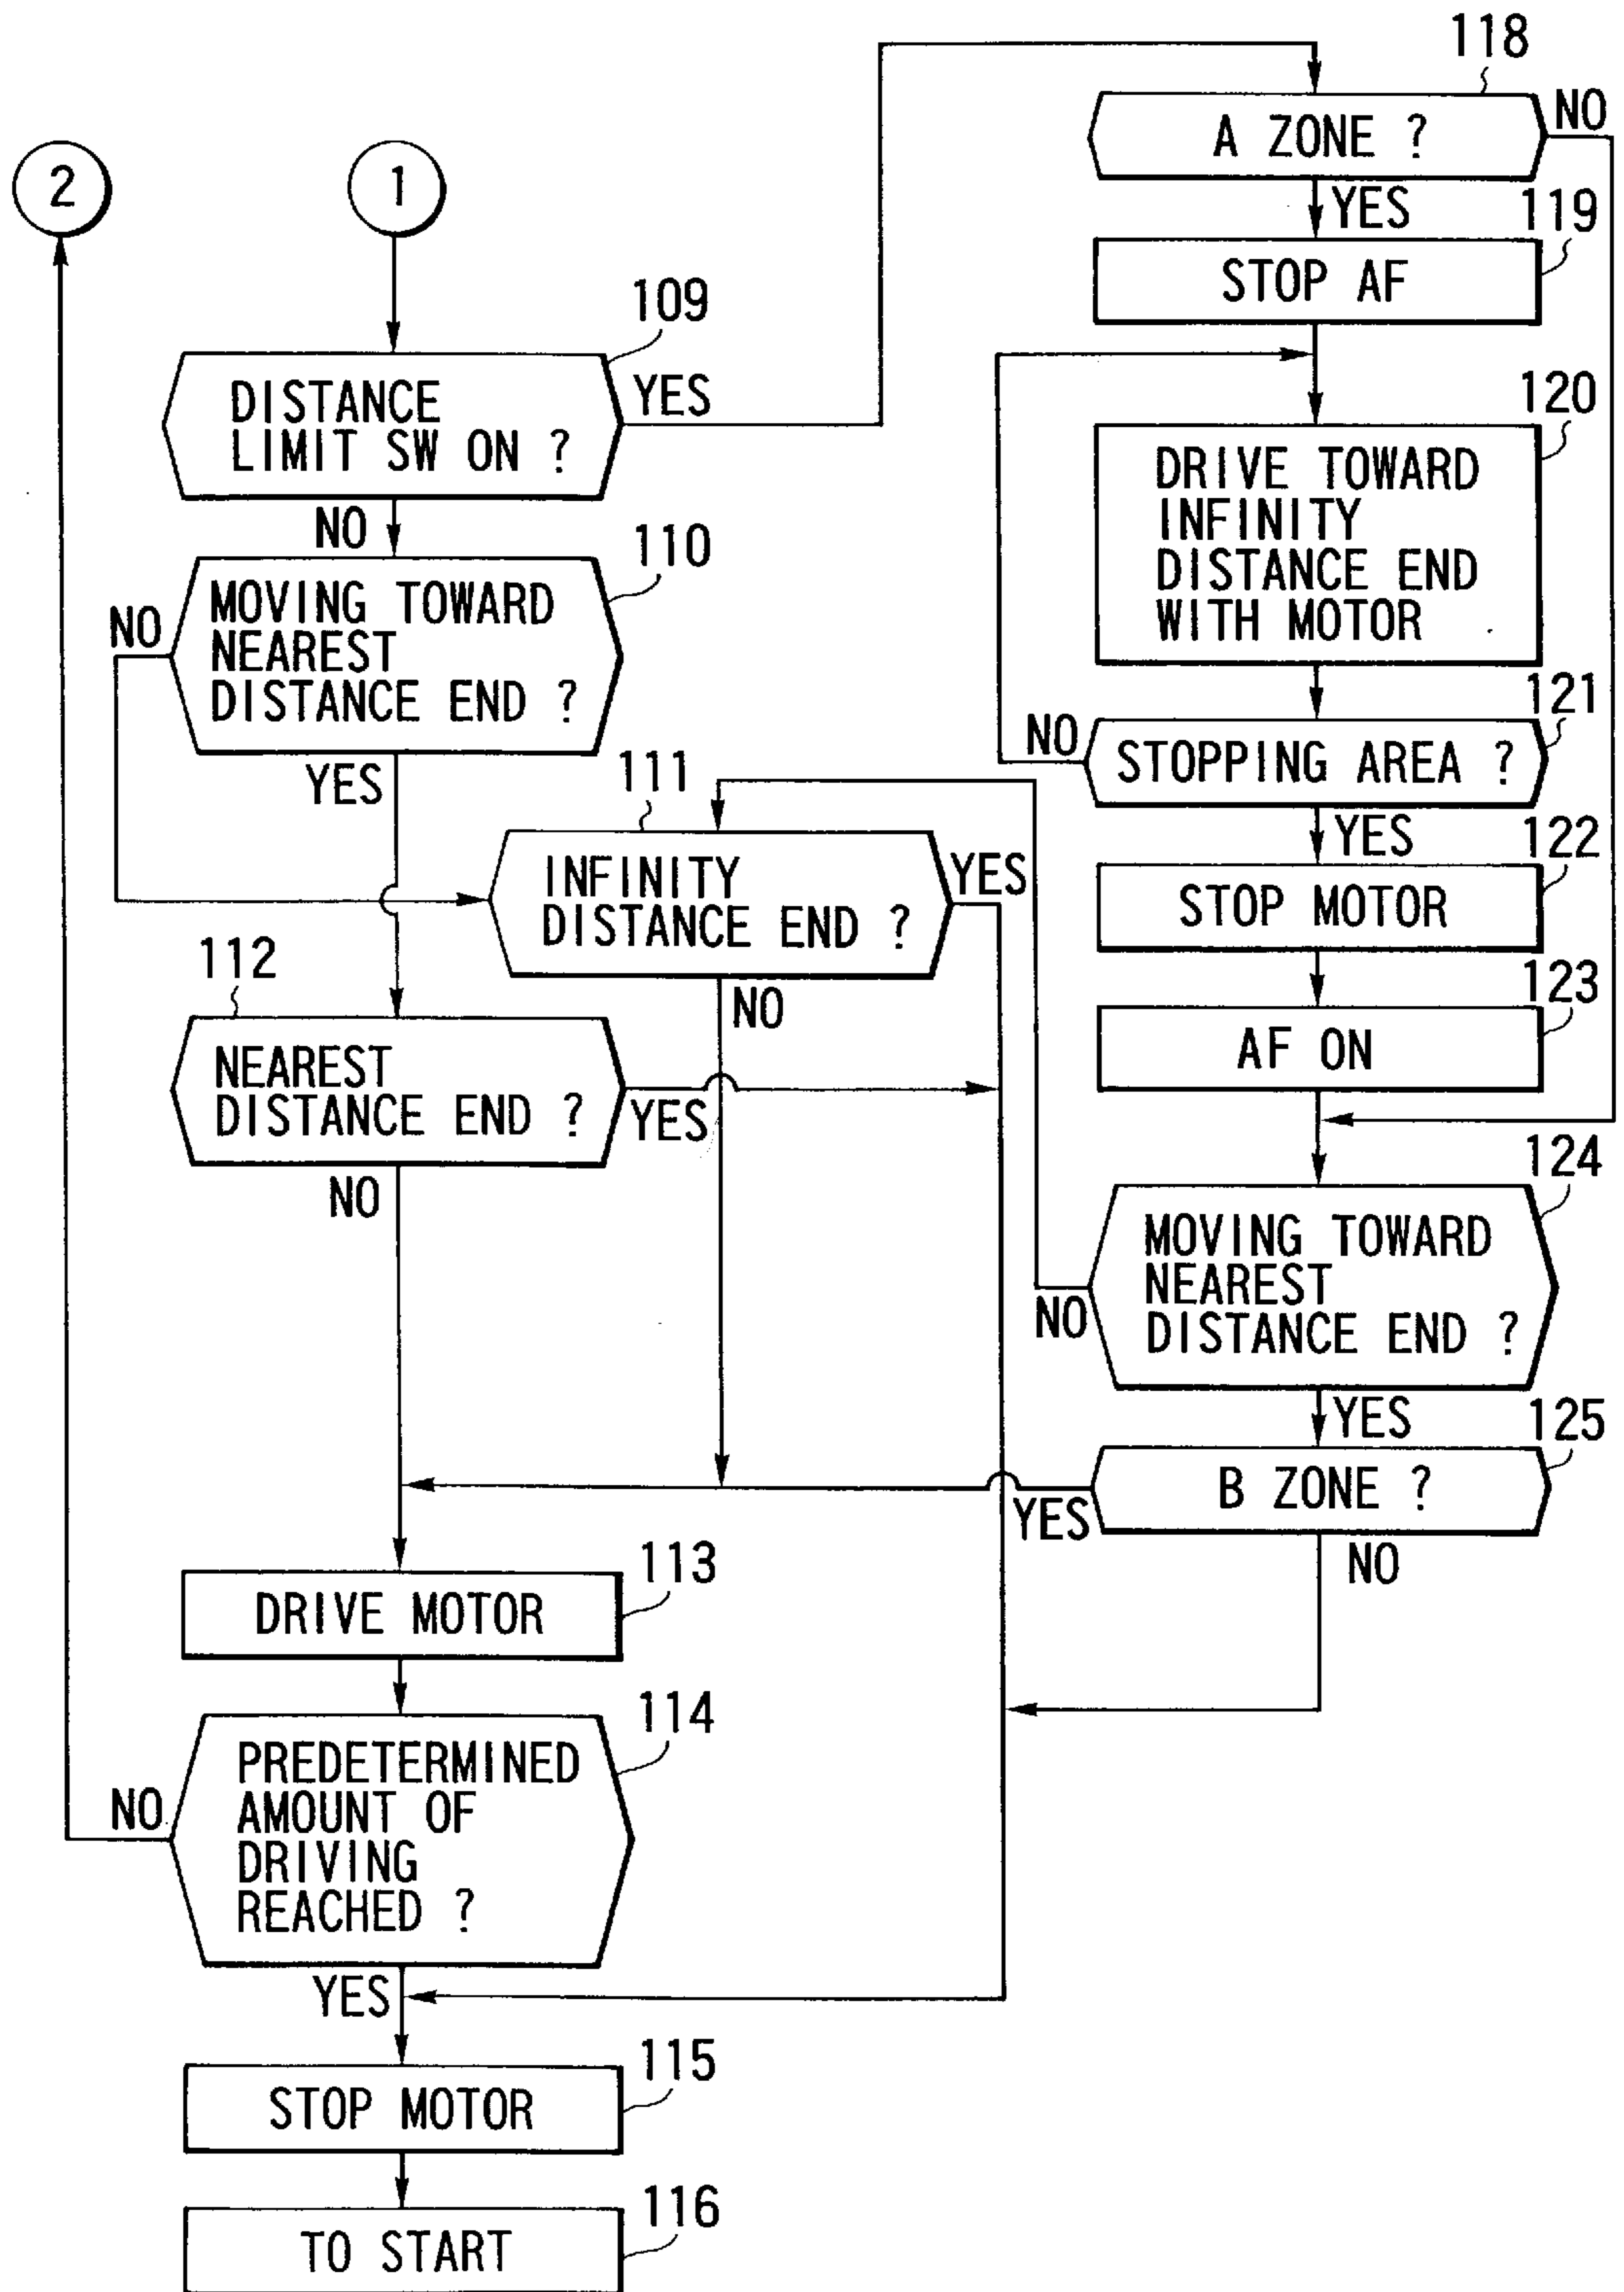 118
A ZONE ?
NO
2
1
YES
119
STOP AF
109
DISTANCE
LIMIT SW ON ?
YES
NO
120
DRIVE TOWARD
INFINITY
DISTANCE END
WITH MOTOR
110
MOVING TOWARD
NEAREST
DISTANCE END ?
NO
YES
121
STOPPING AREA ?
NO
YES
111
INFINITY
DISTANCE END ?
YES
NO
122
STOP MOTOR
123
AF ON
112
NEAREST
DISTANCE END ?
YES
NO
124
MOVING TOWARD
NEAREST
DISTANCE END ?
NO
YES
125
B ZONE ?
YES
NO
113
DRIVE MOTOR
114
PREDETERMINED
AMOUNT OF
DRIVING
REACHED ?
NO
YES
115
STOP MOTOR
116
TO START